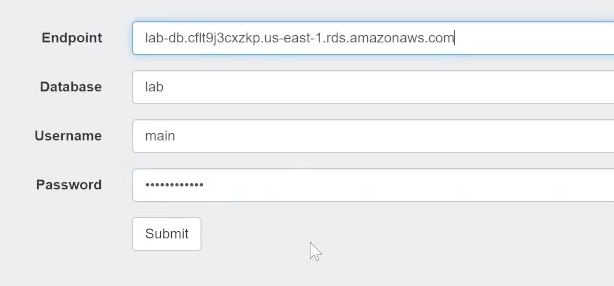 Endpoint lab-db.cflt9j3cxzkp.us-east-1.rds.amazonaws.com
Database lab
Username main
Password ••••••••••••
Submit